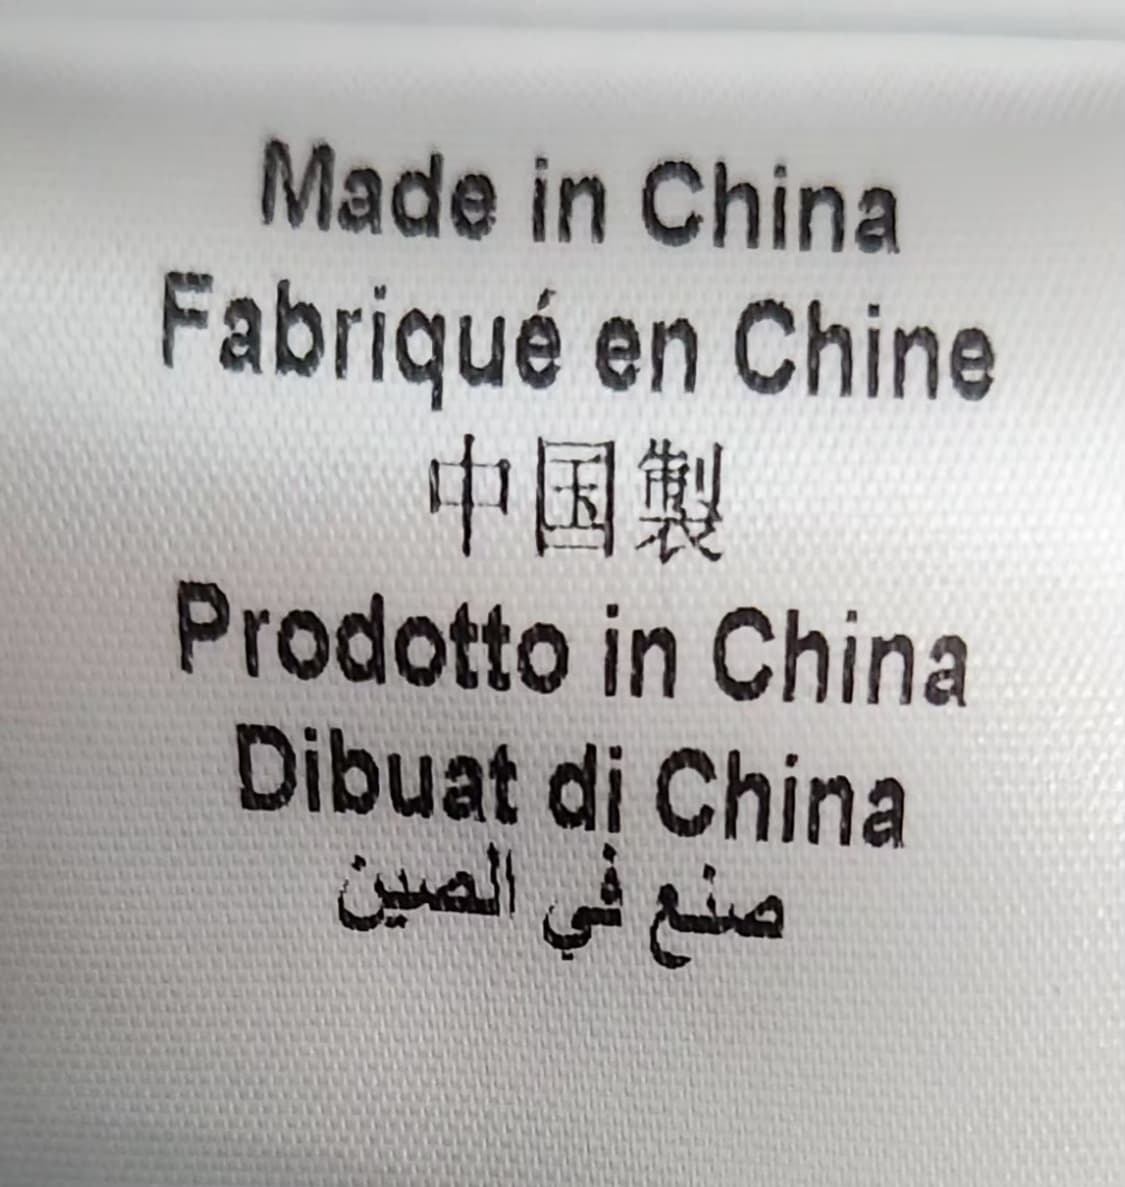 Made in China
Fabriqué en Chine
中国製
Prodotto in China
Dibuat di China
صنع في الصين